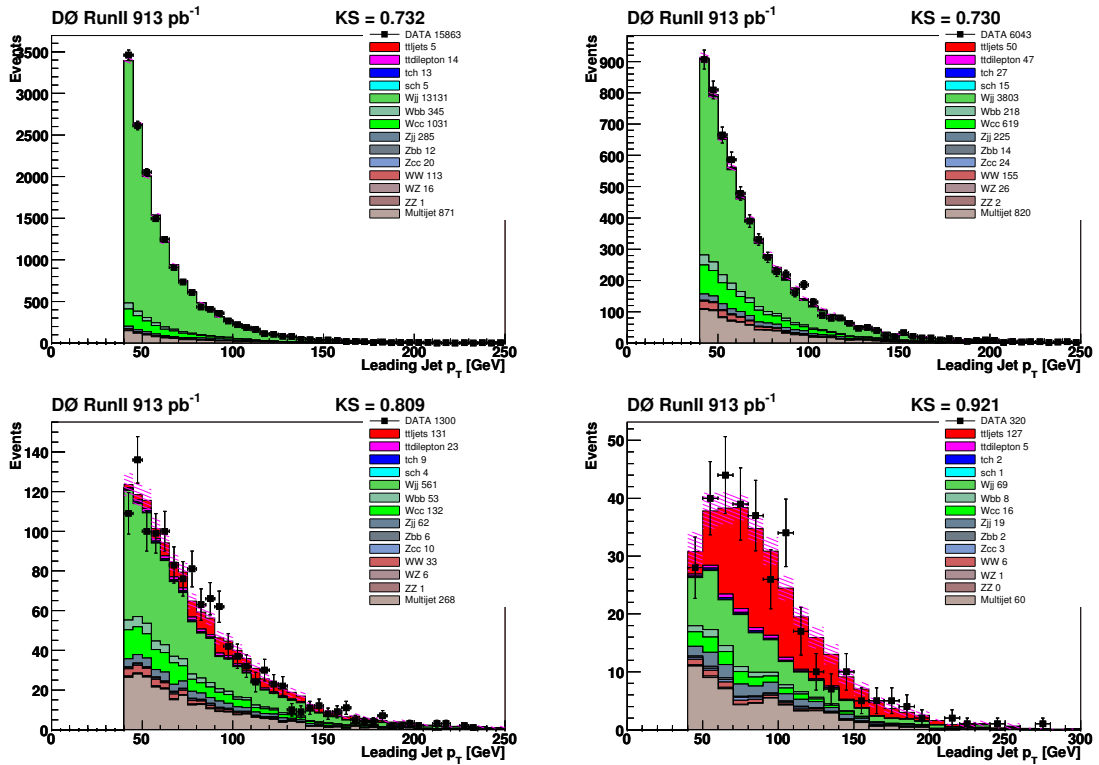 DØ RunII 913 pb-1 KS = 0.732
Events
3500
3000
2500
2000
1500
1000
500
0
DATA 15863
ttljets 5
ttdilepton 14
tch 13
sch 5
Wjj 13131
Wbb 345
Wcc 1031
Zjj 285
Zbb 12
Zcc 20
WW 113
WZ 16
ZZ 1
Multijet 871
0 50 100 150 200 250
Leading Jet pT [GeV]
DØ RunII 913 pb-1 KS = 0.730
Events
900
800
700
600
500
400
300
200
100
0
DATA 6043
ttljets 50
ttdilepton 47
tch 27
sch 15
Wjj 3803
Wbb 218
Wcc 619
Zjj 225
Zbb 14
Zcc 24
WW 155
WZ 26
ZZ 2
Multijet 820
0 50 100 150 200 250
Leading Jet pT [GeV]
DØ RunII 913 pb-1 KS = 0.809
Events
140
120
100
80
60
40
20
0
DATA 1300
ttljets 131
ttdilepton 23
tch 9
sch 4
Wjj 561
Wbb 53
Wcc 132
Zjj 62
Zbb 6
Zcc 10
WW 33
WZ 6
ZZ 1
Multijet 268
0 50 100 150 200 250
Leading Jet pT [GeV]
DØ RunII 913 pb-1 KS = 0.921
Events
50
40
30
20
10
0
DATA 320
ttljets 127
ttdilepton 5
tch 2
sch 1
Wjj 69
Wbb 8
Wcc 16
Zjj 19
Zbb 2
Zcc 3
WW 6
WZ 1
ZZ 0
Multijet 60
0 50 100 150 200 250 300
Leading Jet pT [GeV]